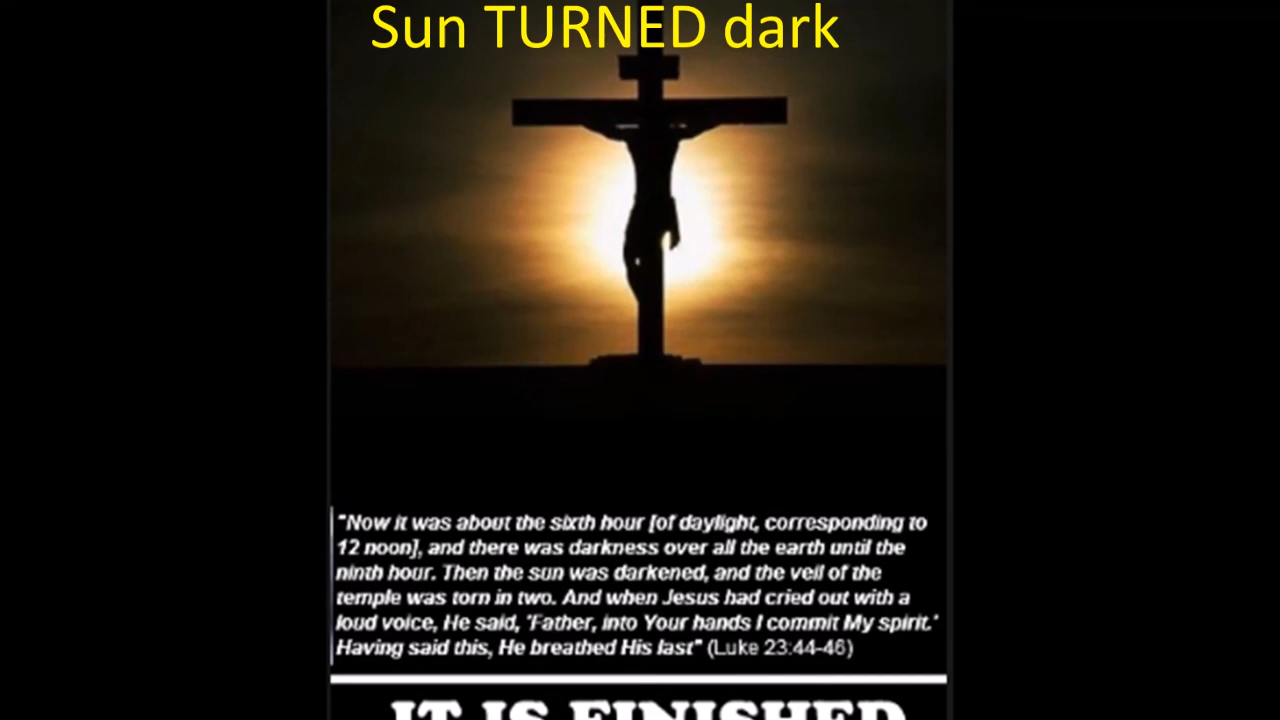 Sun TURNED dark
"Now it was about the sixth hour [of daylight, corresponding to
12 noon], and there was darkness over all the earth until the
ninth hour. Then the sun was darkened, and the veil of the
temple was torn in two. And when Jesus had cried out with a
loud voice, He said, 'Father, into Your hands I commit My spirit.'
Having said this, He breathed His last" (Luke 23:44-46)
IT IS FINISHED